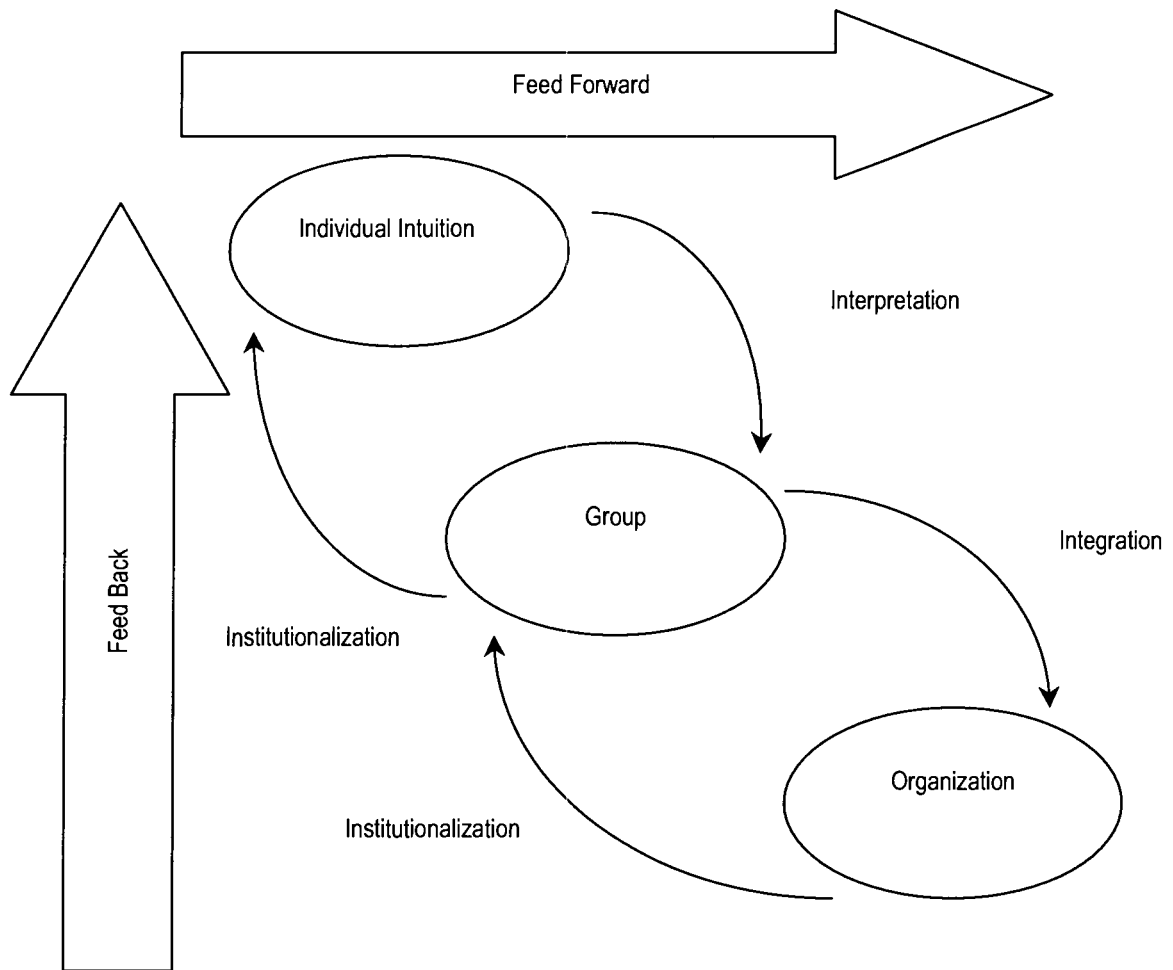 Feed Forward
Individual Intuition
Interpretation
Group
Integration
Feed Back
Institutionalization
Organization
Institutionalization